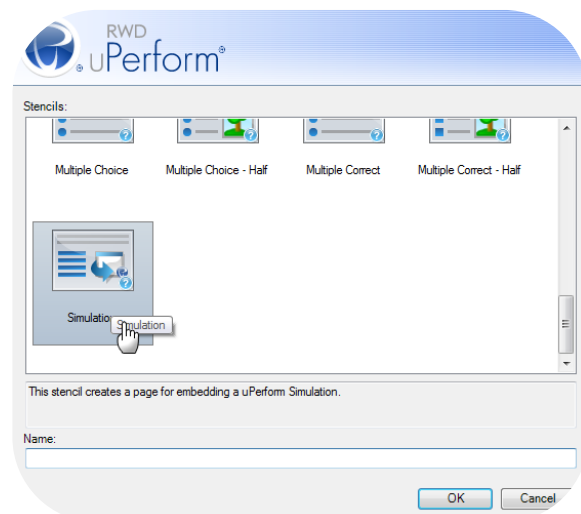 RWD
uPerform®
Stencils:
Multiple Choice
Multiple Choice - Half
Multiple Correct
Multiple Correct - Half
Simulation
Simulation
This stencil creates a page for embedding a uPerform Simulation.
Name:
OK
Cancel